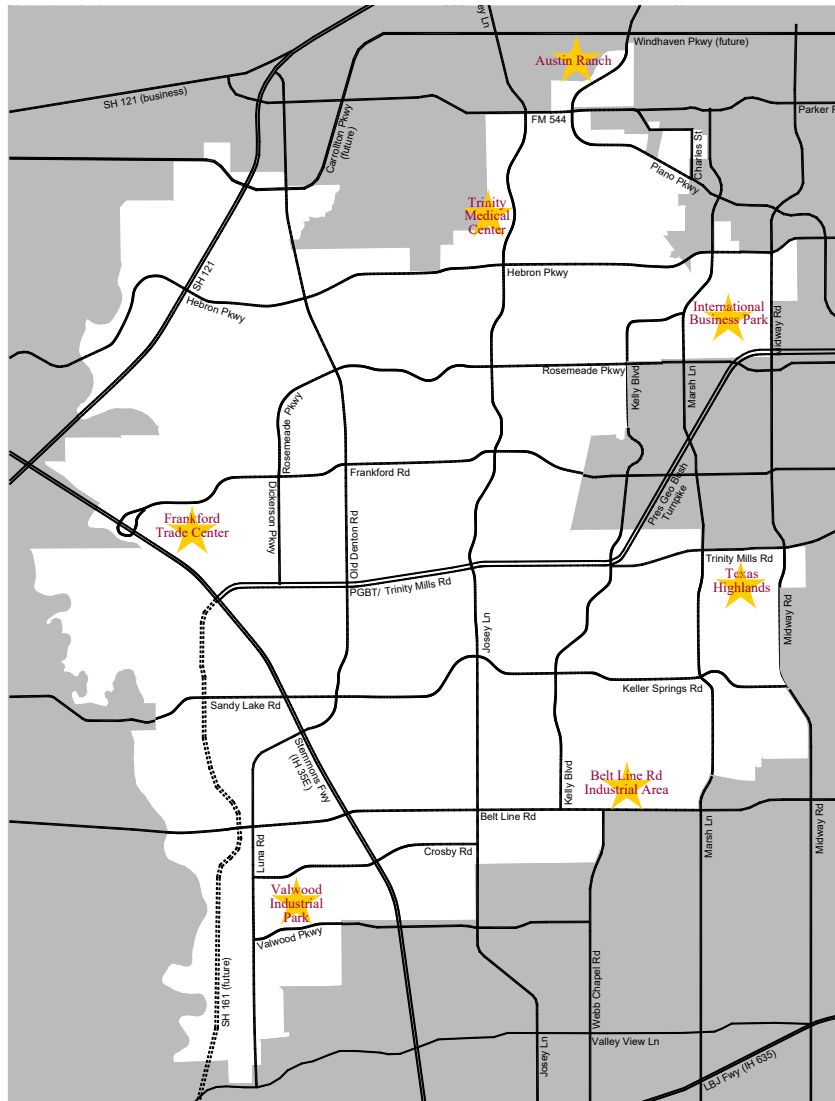 ey Ln
Windhaven Pkwy (future)
Austin Ranch
SH 121 (business)
Carrollton Pkwy
(future)
FM 544
Parker
Charles St
Plano Pkwy
Trinity
Medical
Center
SH 121
Hebron Pkwy
Hebron Pkwy
International
Business Park
Midway Rd
Rosemeade Pkwy
Kelly Blvd
Marsh Ln
Rosemeade Pkwy
Frankford Rd
Pres Geo Bush
Turnpike
Dickerson Pkwy
Old Denton Rd
Frankford
Trade Center
Trinity Mills Rd
Texas
Highlands
PGBT/ Trinity Mills Rd
Josey Ln
Midway Rd
Keller Springs Rd
Sandy Lake Rd
Stemmons Fwy
(IH 35E)
Kelly Blvd
Belt Line Rd
Industrial Area
Belt Line Rd
Marsh Ln
Midway Rd
Luna Rd
Crosby Rd
Valwood
Industrial
Park
Valwood Pkwy
SH 161 (future)
Webb Chapel Rd
Valley View Ln
Josey Ln
LBJ Fwy (IH 635)